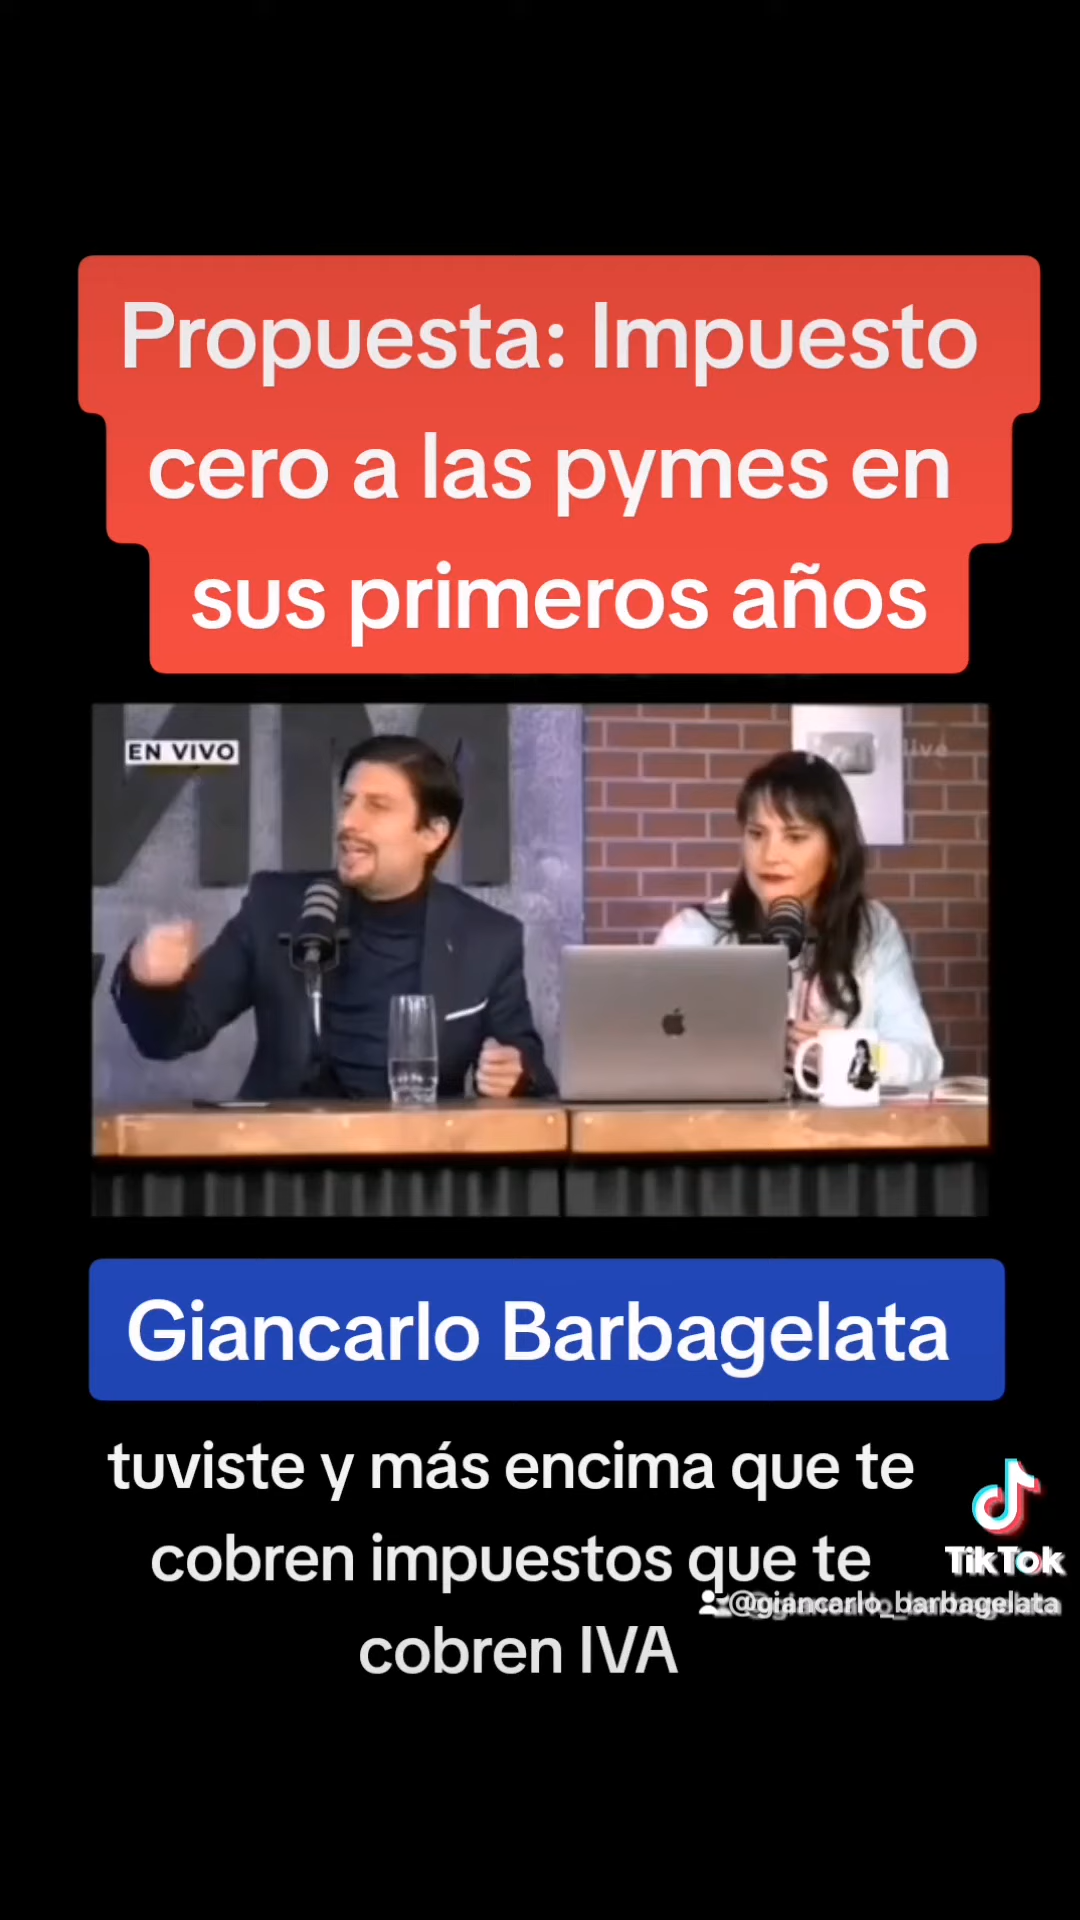 Propuesta: Impuesto
cero a las pymes en
sus primeros años
EN VIVO
live
Giancarlo Barbagelata
tuviste y más encima que te
cobren impuestos que te
cobren IVA
TikTok
@giancarlo_barbagelata